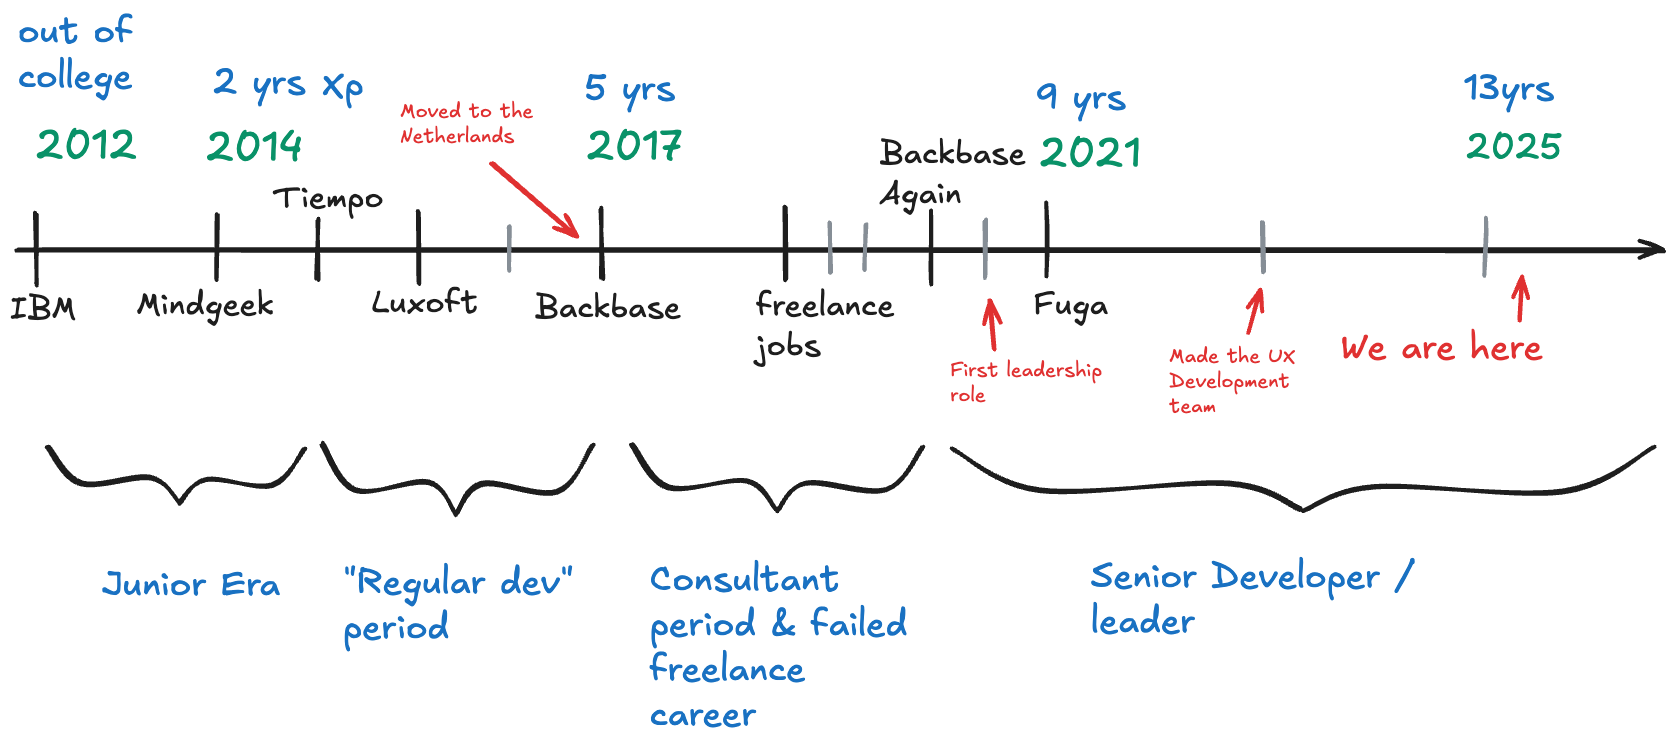 out of
college
2 yrs Xp
Moved to the
Netherlands
5 yrs
9 yrs
13yrs
2012
2014
2017
Backbase
Again
2021
2025
Tiempo
IBM
Mindgeek
Luxoft
Backbase
freelance
jobs
Fuga
First leadership
role
Made the UX
Development
team
We are here
Junior Era
"Regular dev"
period
Consultant
period & failed
freelance
career
Senior Developer /
leader